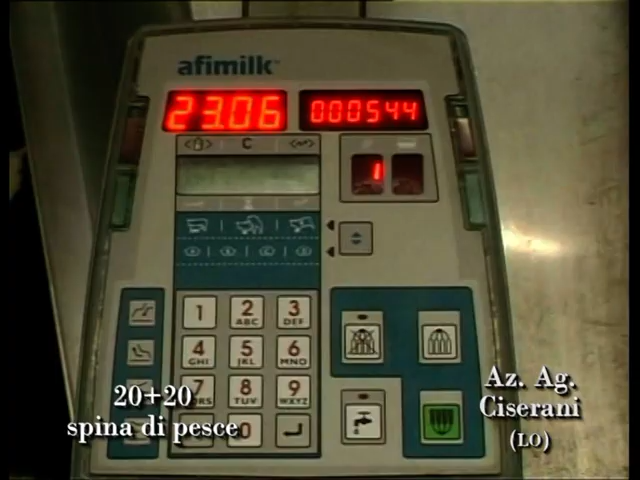 afimilk™
23.06 000544
C
1
1 2 3
ABC DEF
4 5 6
GHI JKL MNO
7 8 9
TUV WXYZ
0
20+20
spina di pesce
Az. Ag.
Ciserani
(LO)